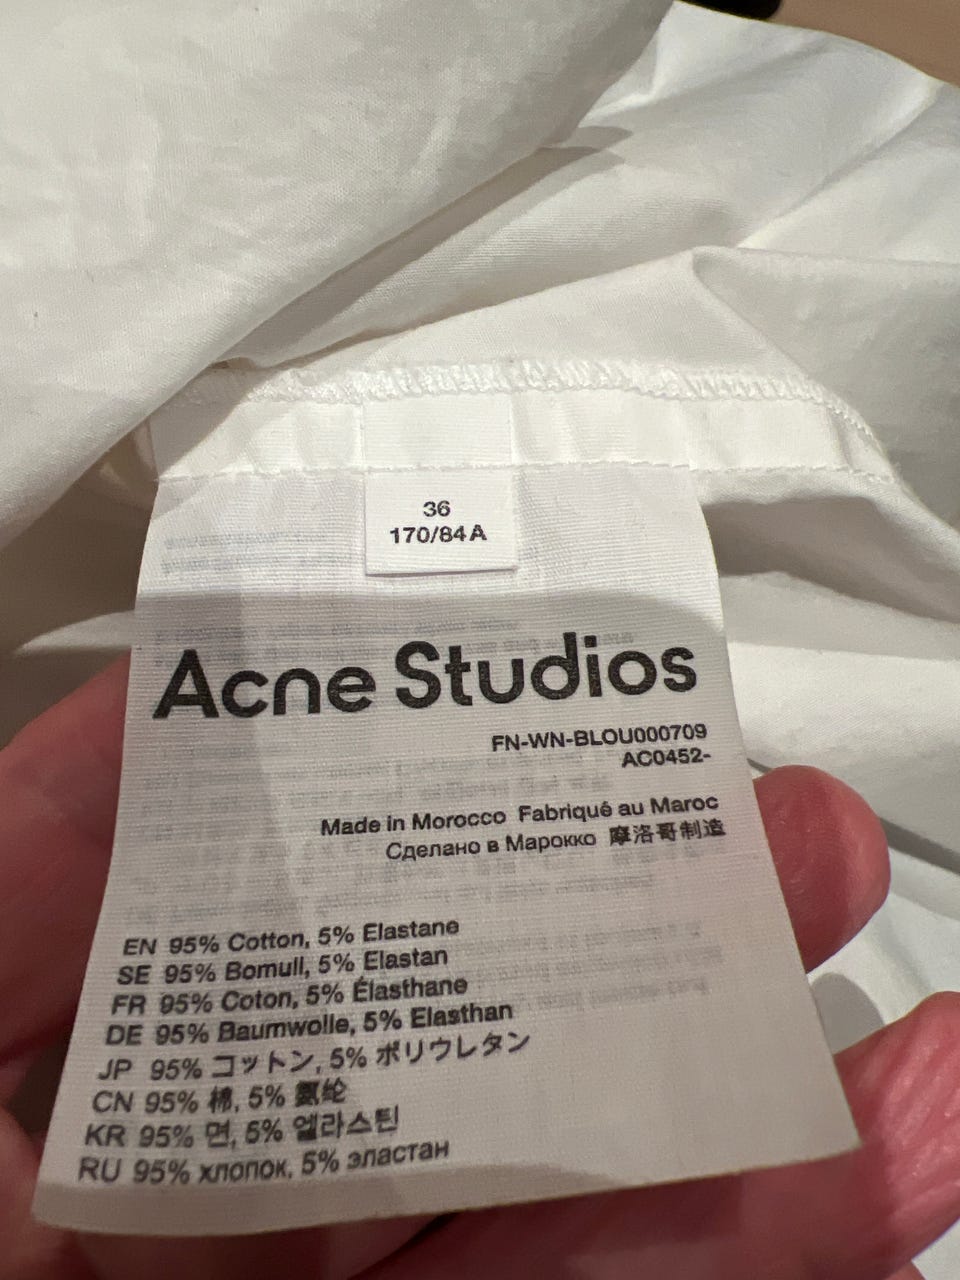 36
170/84A
Acne Studios
FN-WN-BLOU000709
AC0452-
Made in Morocco Fabriqué au Maroc
Сделано в Марокко 摩洛哥制造
EN 95% Cotton, 5% Elastane
SE 95% Bomull, 5% Elastan
FR 95% Coton, 5% Élasthane
DE 95% Baumwolle, 5% Elasthan
JP 95% コットン, 5% ポリウレタン
CN 95% 棉, 5% 氨纶
KR 95% 면, 5% 엘라스틴
RU 95% хлопок, 5% эластан